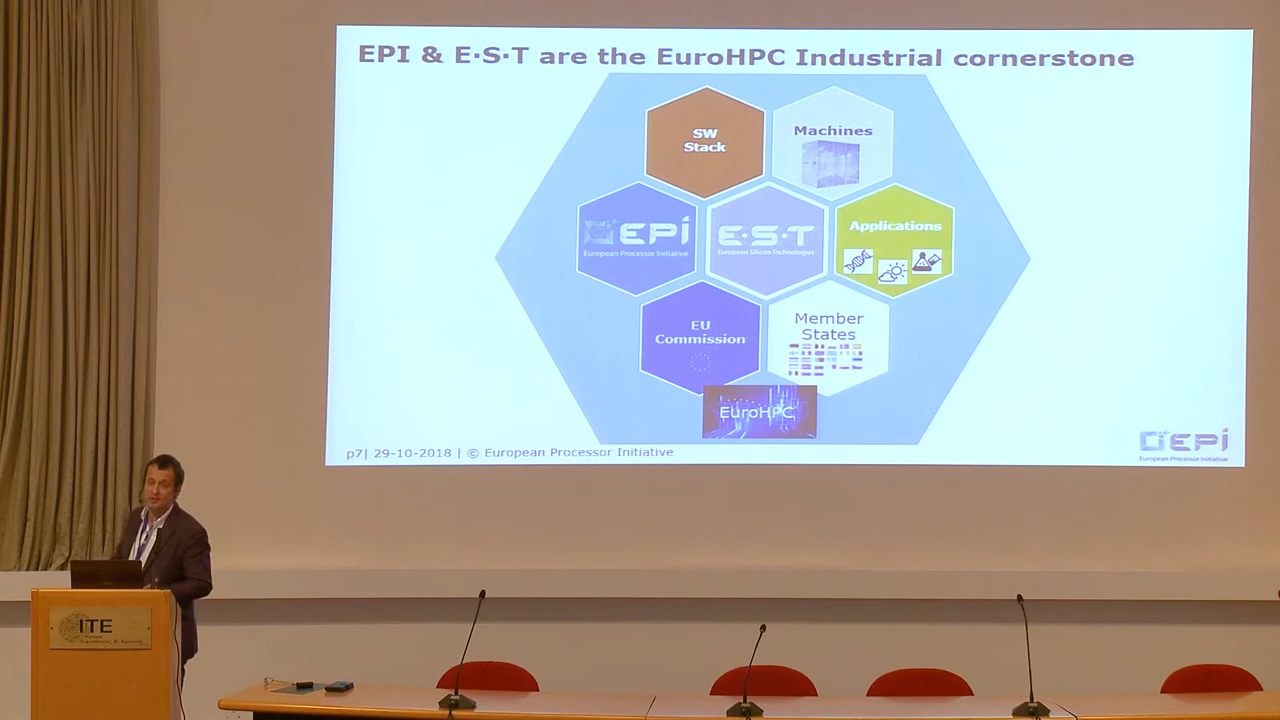 EPI & E·S·T are the EuroHPC Industrial cornerstone
SW
Stack
Machines
EPI
European Processor Initiative
E·S·T
European Silicon Technologies
Applications
EU
Commission
Member
States
EuroHPC
p7| 29-10-2018 | © European Processor Initiative
EPI
European Processor Initiative
ITE